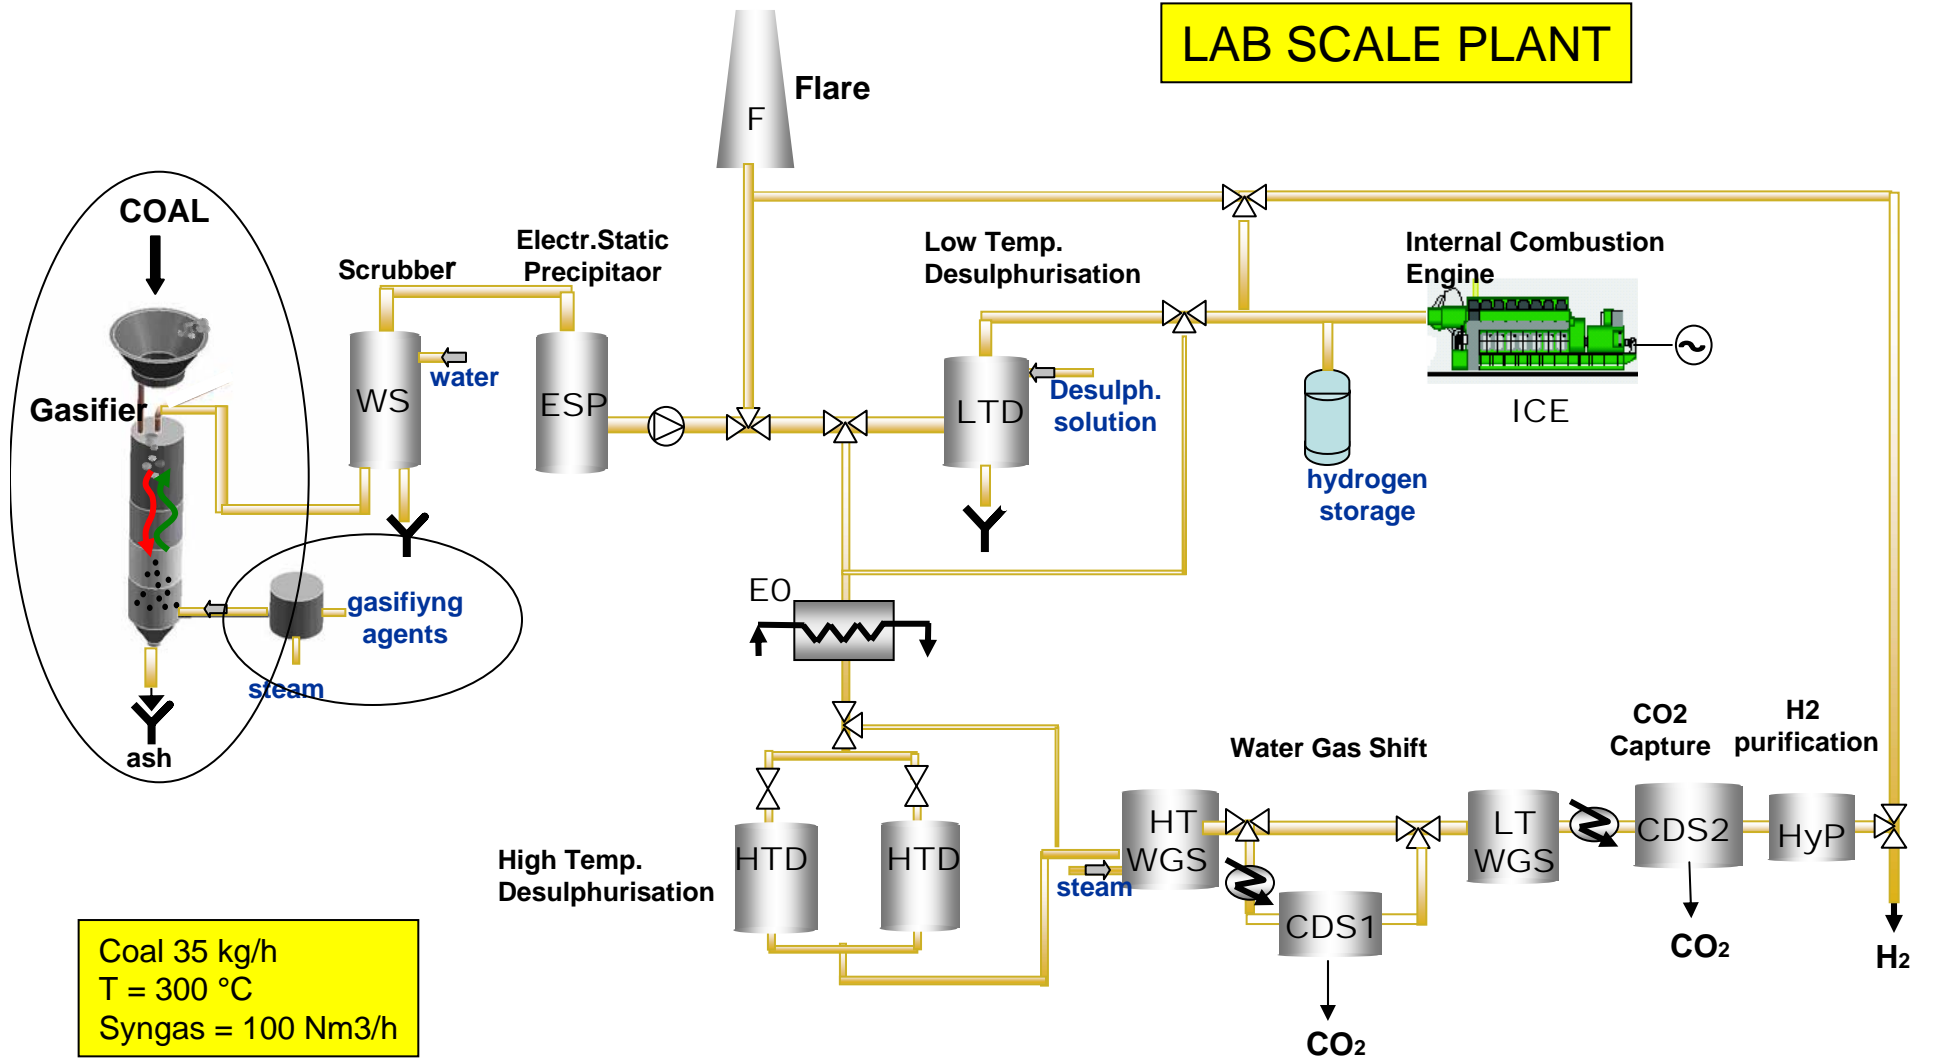 LAB SCALE PLANT
Flare
F
COAL
Electr.Static
Precipitaor
Scrubber
Low Temp.
Desulphurisation
Internal Combustion
Engine
water
Gasifier
WS
ESP
LTD
Desulph.
solution
ICE
hydrogen
storage
gasifiyng
agents
steam
ash
E0
CO2
Capture
H2
purification
Water Gas Shift
HT
WGS
LT
WGS
CDS2
HyP
High Temp.
Desulphurisation
HTD
HTD
steam
CDS1
CO2
H2
CO2
Coal 35 kg/h
T = 300 °C
Syngas = 100 Nm3/h